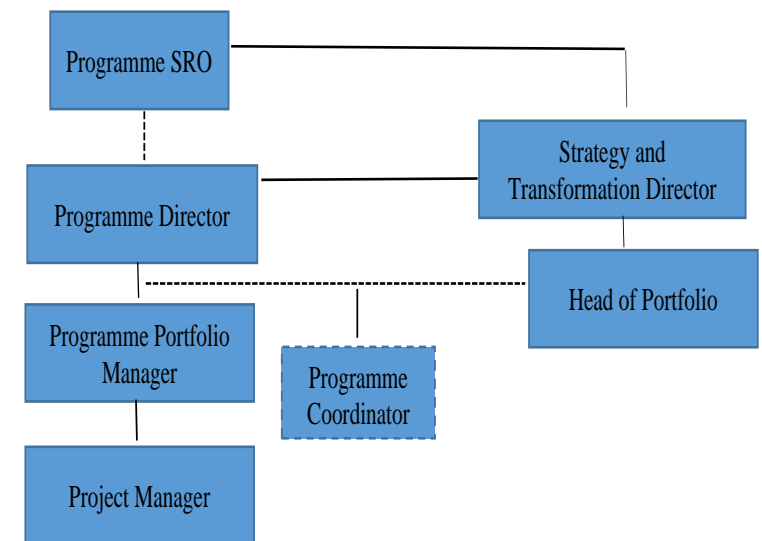 Programme SRO
Strategy and
Transformation Director
Programme Director
Head of Portfolio
Programme Portfolio
Manager
Programme
Coordinator
Project Manager